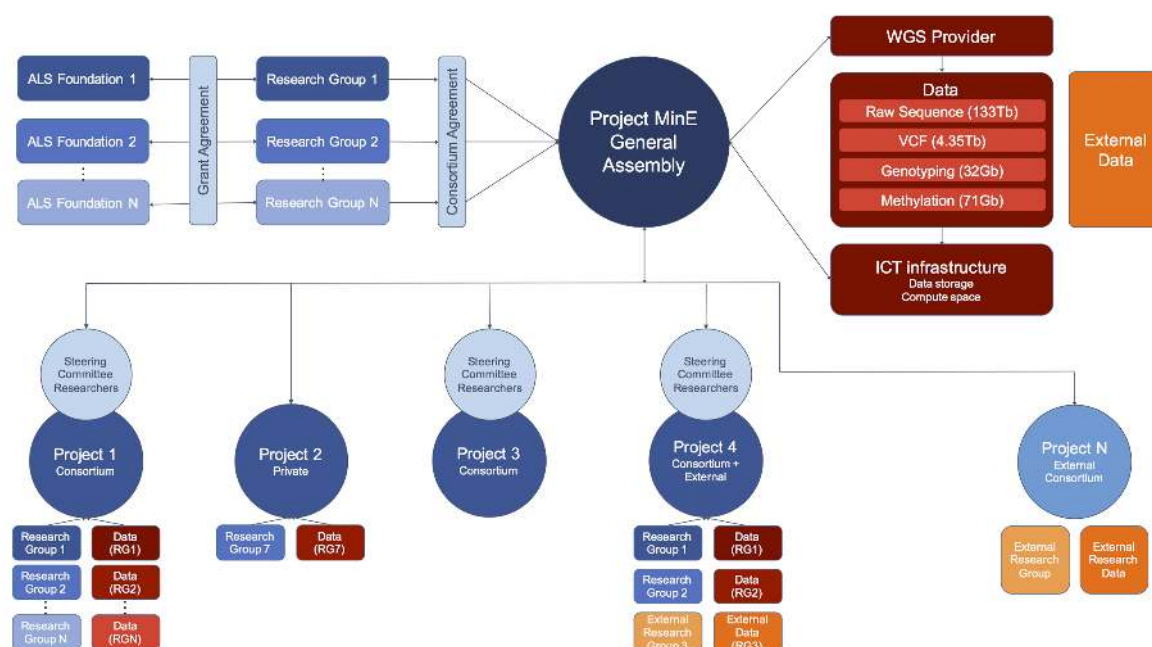 ALS Foundation 1
Grant Agreement
Research Group 1
Consortium Agreement
ALS Foundation 2
Research Group 2
ALS Foundation N
Research Group N
Project MinE
General
Assembly
WGS Provider
Data
Raw Sequence (133Tb)
VCF (4.35Tb)
Genotyping (32Gb)
Methylation (71Gb)
External
Data
ICT infrastructure
Data storage
Compute space
Steering
Committee
Researchers
Project 1
Consortium
Research
Group 1
Data
(RG1)
Research
Group 2
Data
(RG2)
Research
Group N
Data
(RGN)
Project 2
Private
Research
Group 7
Data
(RG7)
Steering
Committee
Researchers
Project 3
Consortium
Steering
Committee
Researchers
Project 4
Consortium +
External
Research
Group 1
Data
(RG1)
Research
Group 2
Data
(RG2)
External
Research
Group 3
External
Data
(RG3)
Project N
External
Consortium
External
Research
Group
External
Research
Data